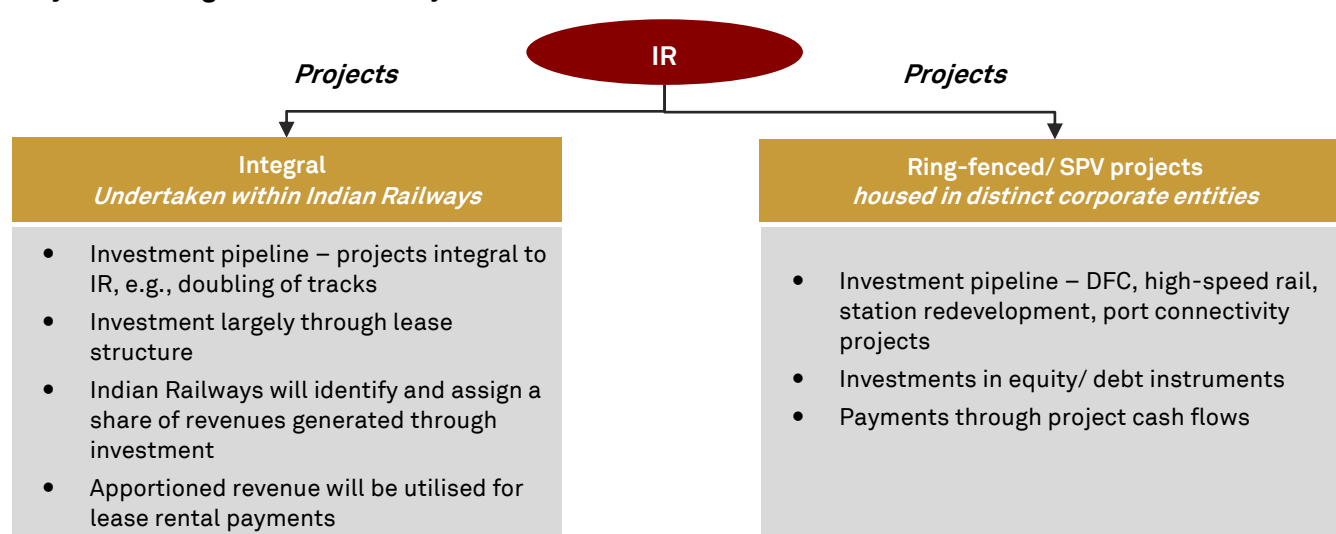 IR
Projects
Projects
Integral
Undertaken within Indian Railways
• Investment pipeline – projects integral to
IR, e.g., doubling of tracks
• Investment largely through lease
structure
• Indian Railways will identify and assign a
share of revenues generated through
investment
• Apportioned revenue will be utilised for
lease rental payments
Ring-fenced/ SPV projects
housed in distinct corporate entities
• Investment pipeline – DFC, high-speed rail,
station redevelopment, port connectivity
projects
• Investments in equity/ debt instruments
• Payments through project cash flows